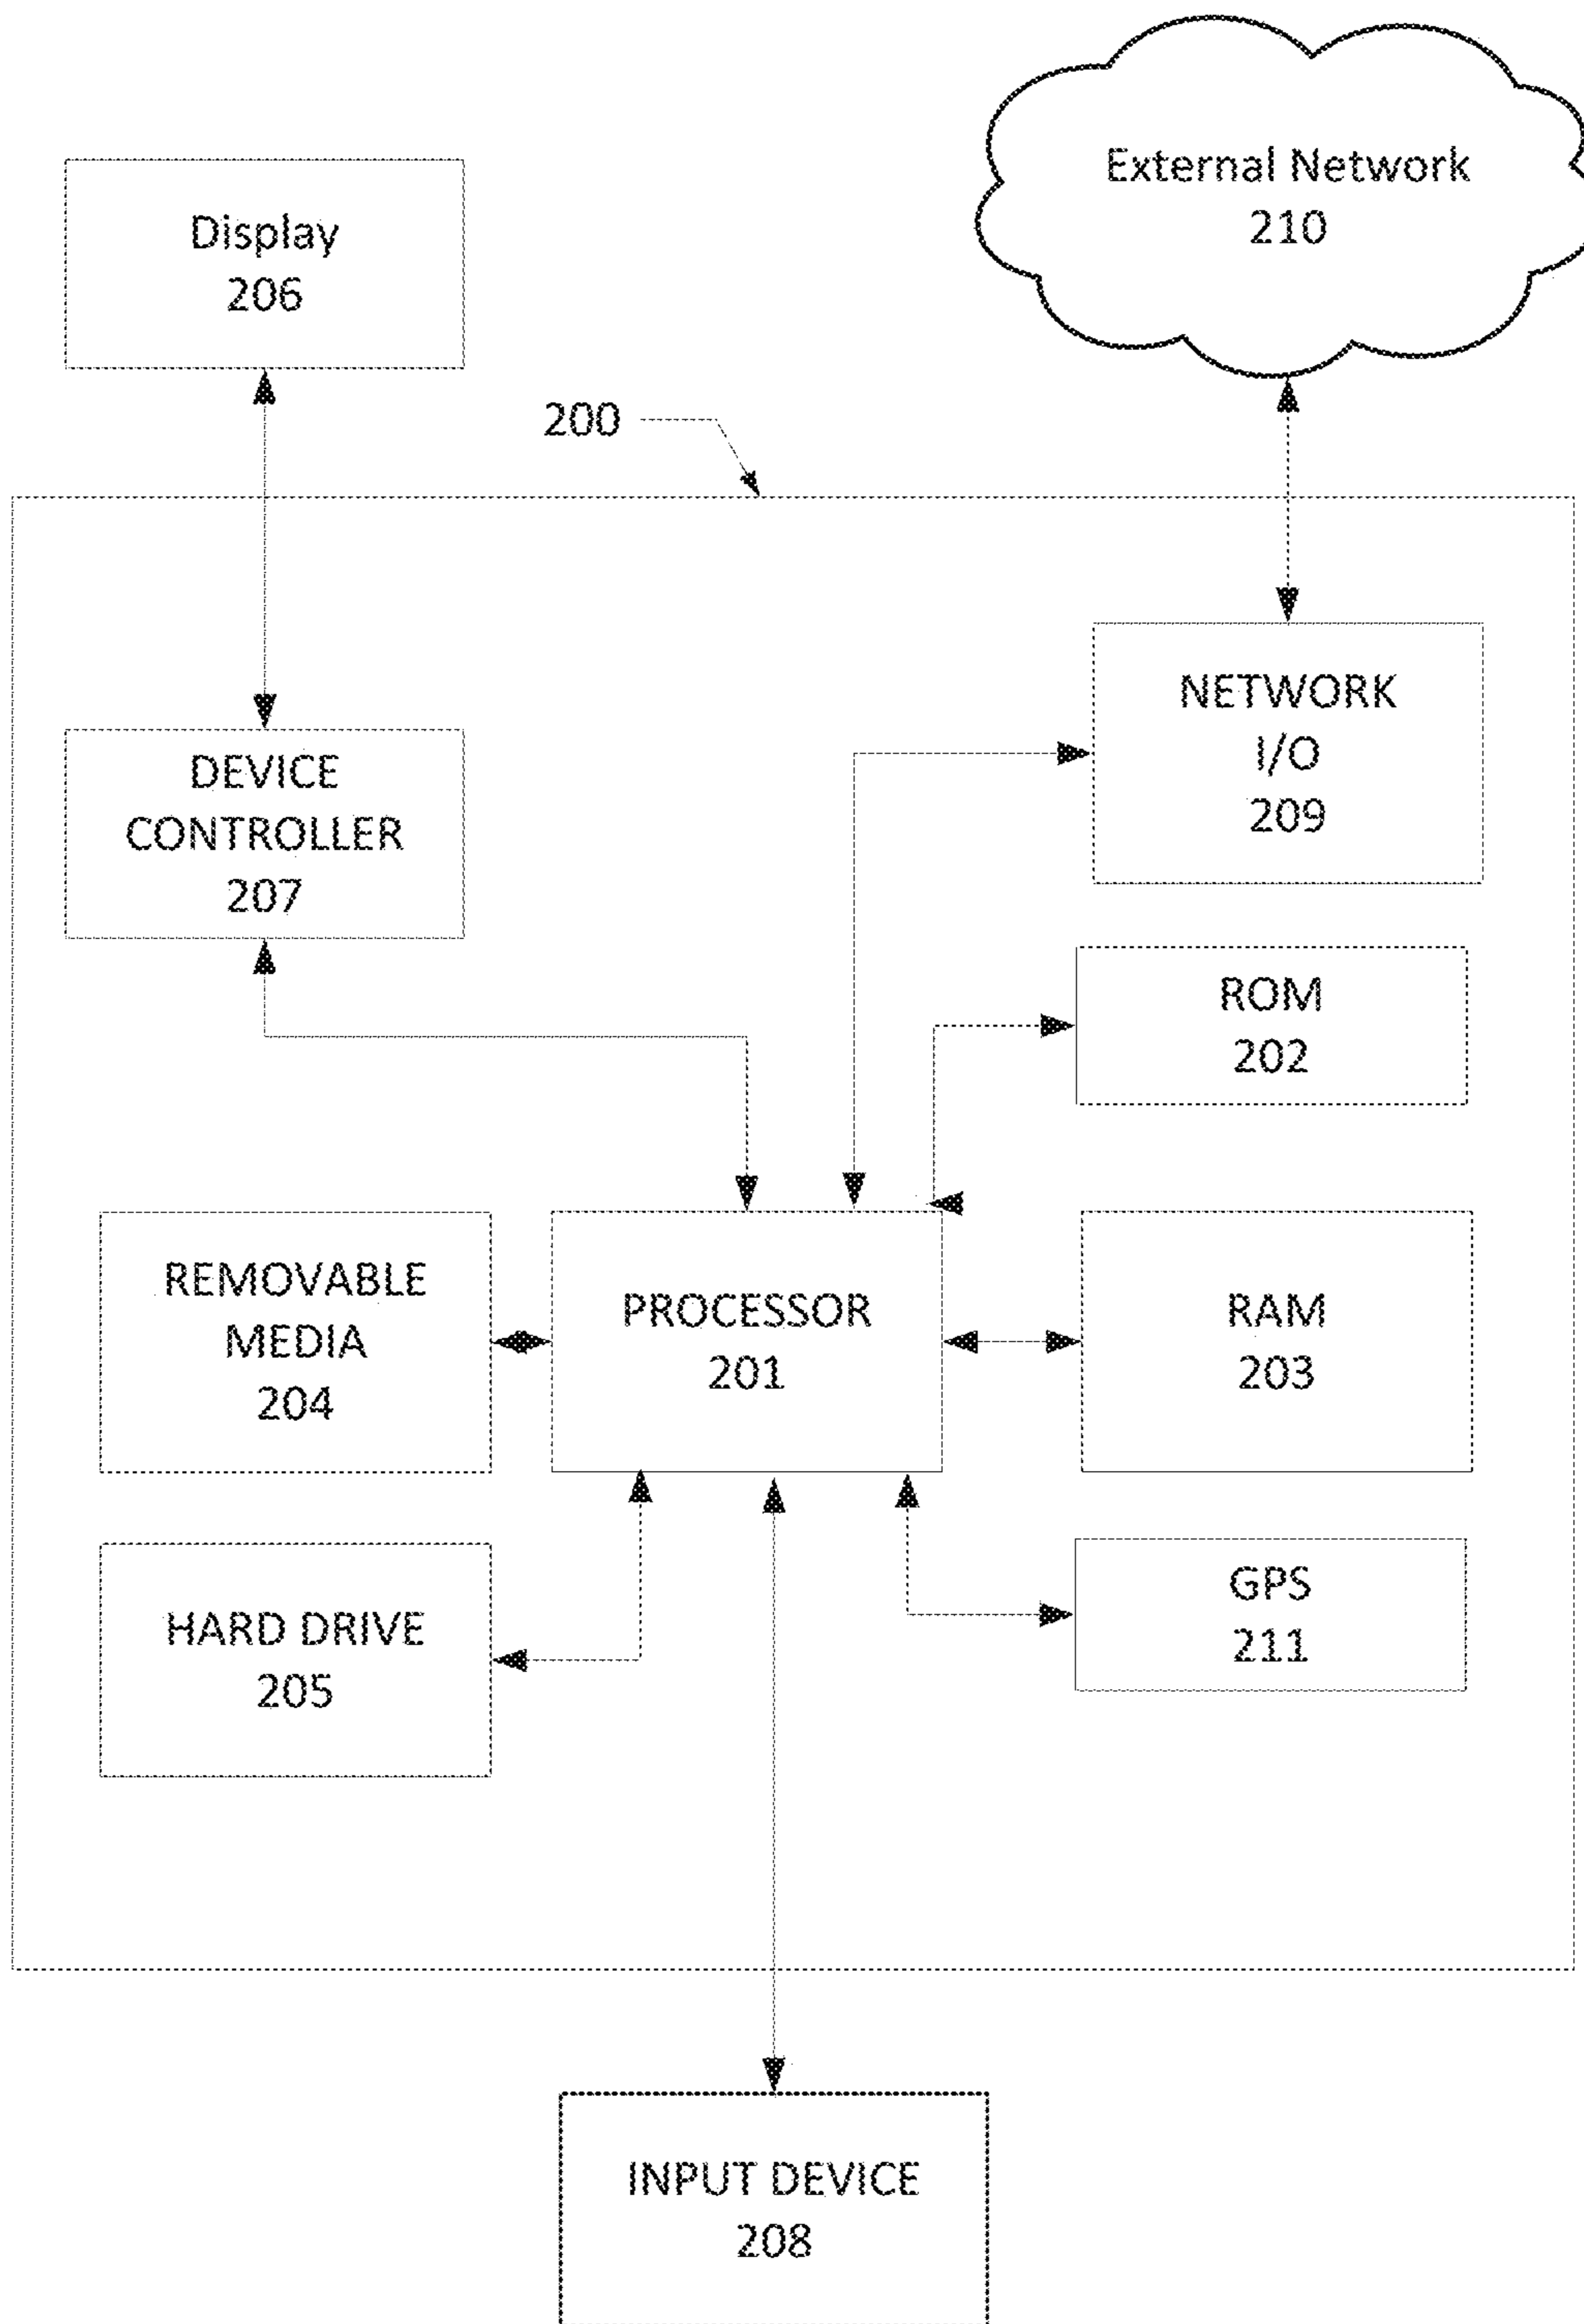 External Network
210
Display
206
200
NETWORK
I/O
209
DEVICE
CONTROLLER
207
ROM
202
REMOVABLE
MEDIA
204
PROCESSOR
201
RAM
203
HARD DRIVE
205
GPS
211
INPUT DEVICE
208